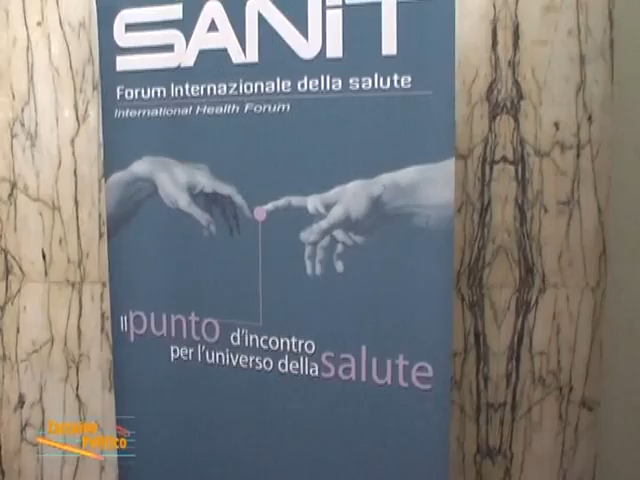 SANiT
Forum Internazionale della salute
International Health Forum
Il punto d'incontro
per l'universo della salute